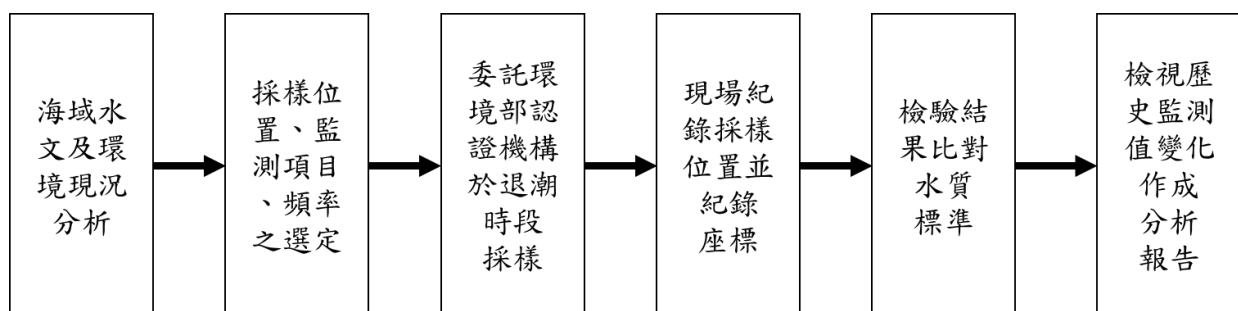 海域水
文及環
境現況
分析
採樣位
置、監
測項目
、頻率
之選定
委託環
境部認
證機構
於退潮
時段
採樣
現場紀
錄採樣
位置並
紀錄
座標
檢驗結
果比對
水質
標準
檢視歷
史監測
值變化
作成
分析
報告